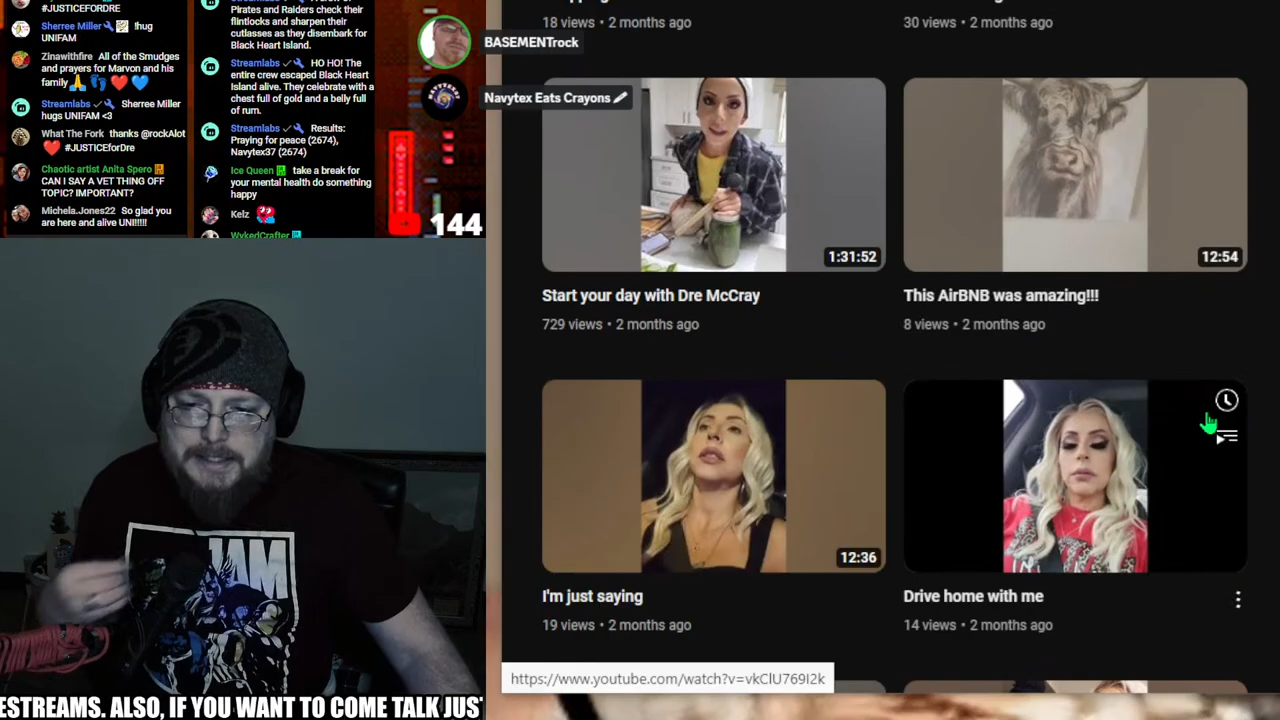 #JUSTICEFORDRE
Sherree Miller !hug
UNIFAM
Zinawithfire All of the Smudges
and prayers for Marvon and his
family
Streamlabs Sherree Miller
hugs UNIFAM <3
What The Fork thanks @rockAlot
#JUSTICEforDre
Chaotic artist Anita Spero
CAN I SAY A VET THING OFF
TOPIC? IMPORTANT?
Michela.Jones22 So glad you
are here and alive UNI!!!!!
Pirates and Raiders check their
flintlocks and sharpen their
cutlasses as they disembark for
Black Heart Island.
Streamlabs HO HO! The
entire crew escaped Black Heart
Island alive. They celebrate with a
chest full of gold and a belly full
of rum.
Streamlabs Results:
Praying for peace (2674),
Navytex37 (2674)
Ice Queen take a break for
your mental health do something
happy
Kelz
WykedCrafter
144
BASEMENTrock
Navytex Eats Crayons
18 views • 2 months ago
30 views • 2 months ago
1:31:52
Start your day with Dre McCray
729 views • 2 months ago
12:54
This AirBNB was amazing!!!
8 views • 2 months ago
12:36
I'm just saying
19 views • 2 months ago
Drive home with me
14 views • 2 months ago
https://www.youtube.com/watch?v=vkClU769I2k
JAM
ESTREAMS. ALSO, IF YOU WANT TO COME TALK JUS